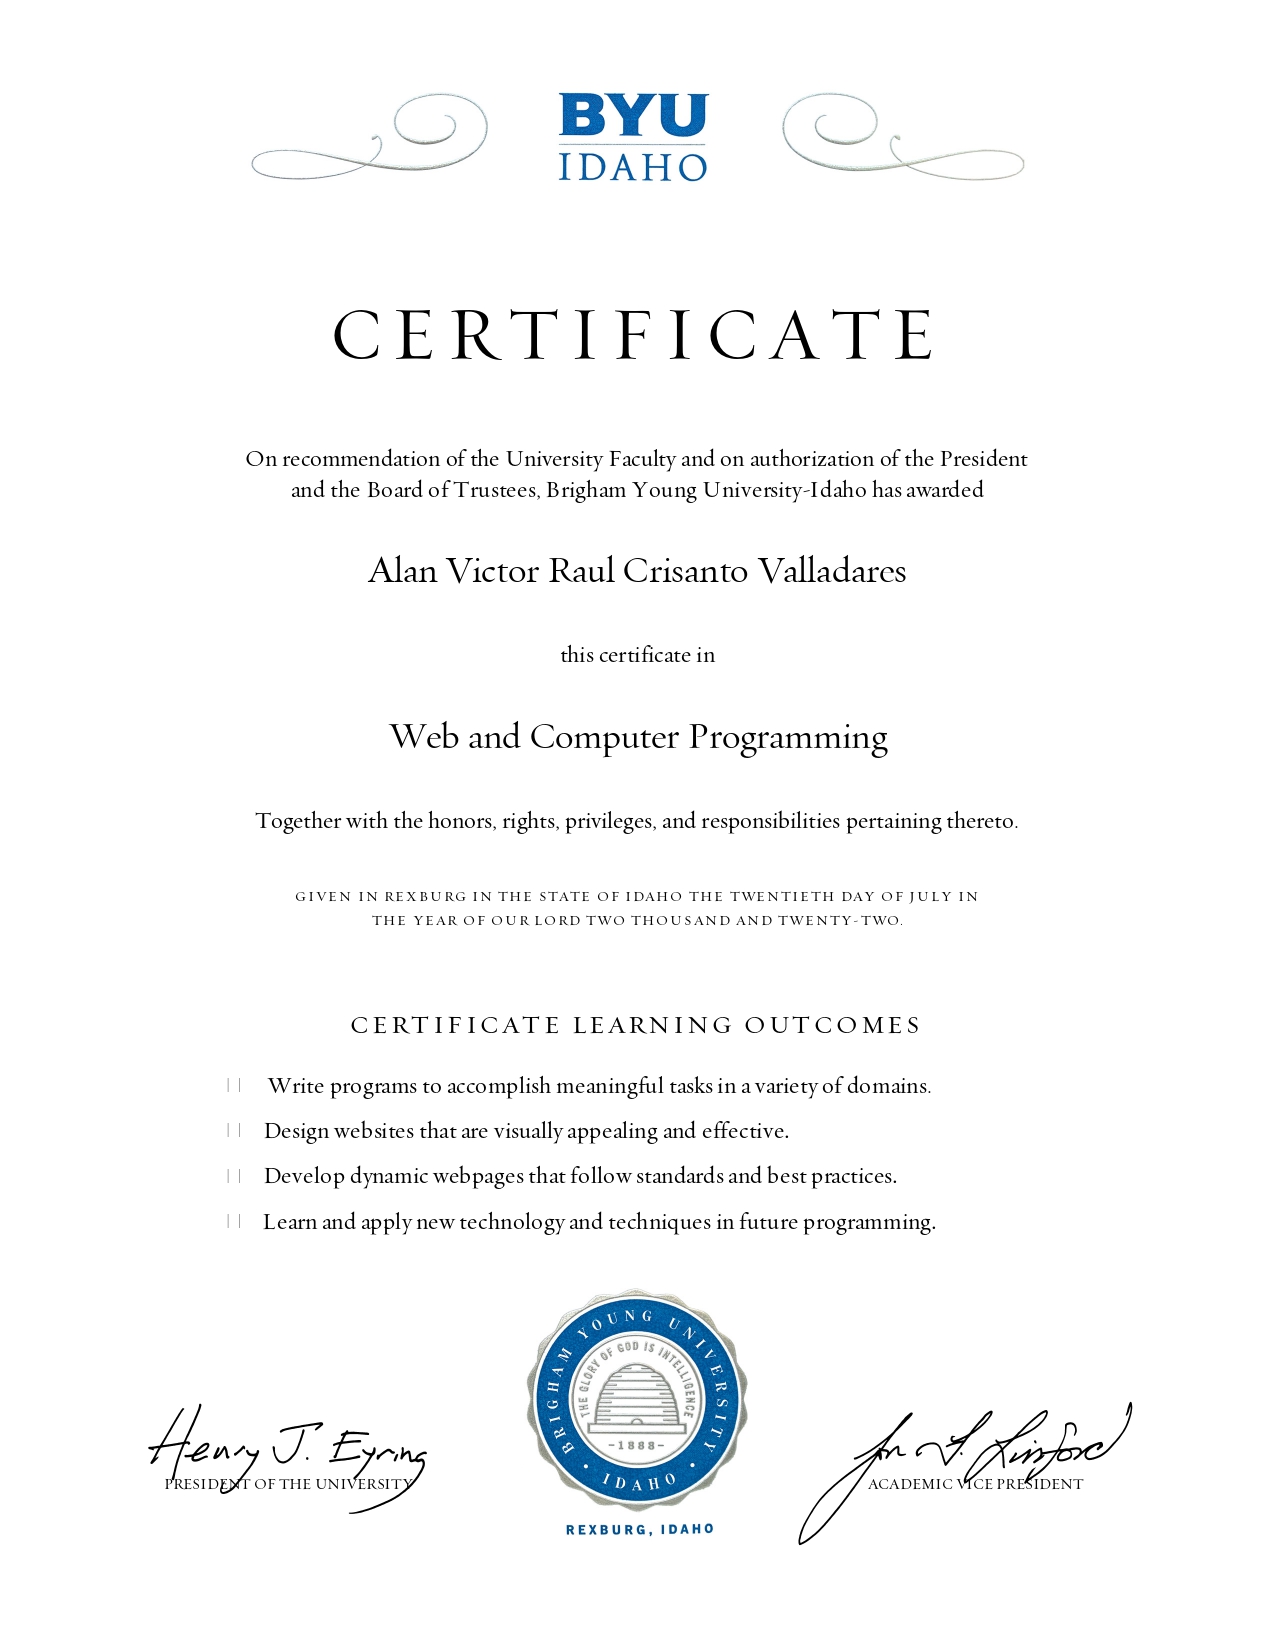 BYU
IDAHO
CERTIFICATE
On recommendation of the University Faculty and on authorization of the President
and the Board of Trustees, Brigham Young University-Idaho has awarded
Alan Victor Raul Crisanto Valladares
this certificate in
Web and Computer Programming
Together with the honors, rights, privileges, and responsibilities pertaining thereto.
GIVEN IN REXBURG IN THE STATE OF IDAHO THE TWENTIETH DAY OF JULY IN
THE YEAR OF OUR LORD TWO THOUSAND AND TWENTY-TWO.
CERTIFICATE LEARNING OUTCOMES
Write programs to accomplish meaningful tasks in a variety of domains.
Design websites that are visually appealing and effective.
Develop dynamic webpages that follow standards and best practices.
Learn and apply new technology and techniques in future programming.
BRIGHAM YOUNG UNIVERSITY
• IDAHO •
THE GLORY OF GOD IS INTELLIGENCE
-1888-
Henry J. Eyring
PRESIDENT OF THE UNIVERSITY
Jon L. Linford
ACADEMIC VICE PRESIDENT
REXBURG, IDAHO